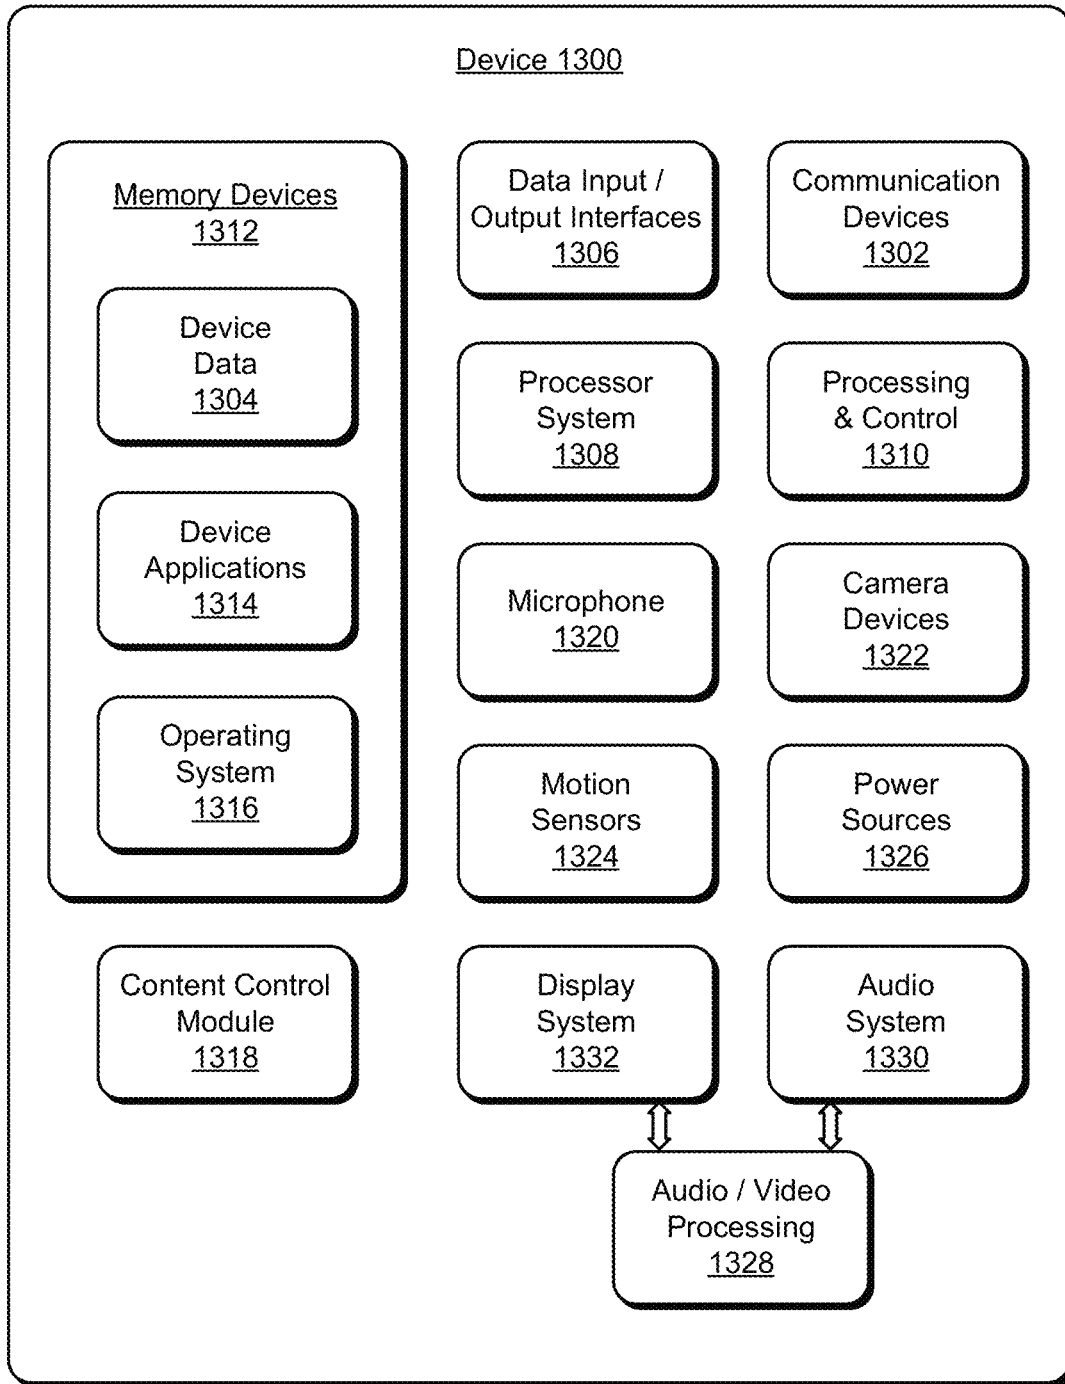 Device 1300
Memory Devices
1312
Device
Data
1304
Device
Applications
1314
Operating
System
1316
Content Control
Module
1318
Data Input /
Output Interfaces
1306
Communication
Devices
1302
Processor
System
1308
Processing
& Control
1310
Microphone
1320
Camera
Devices
1322
Motion
Sensors
1324
Power
Sources
1326
Display
System
1332
Audio
System
1330
Audio / Video
Processing
1328